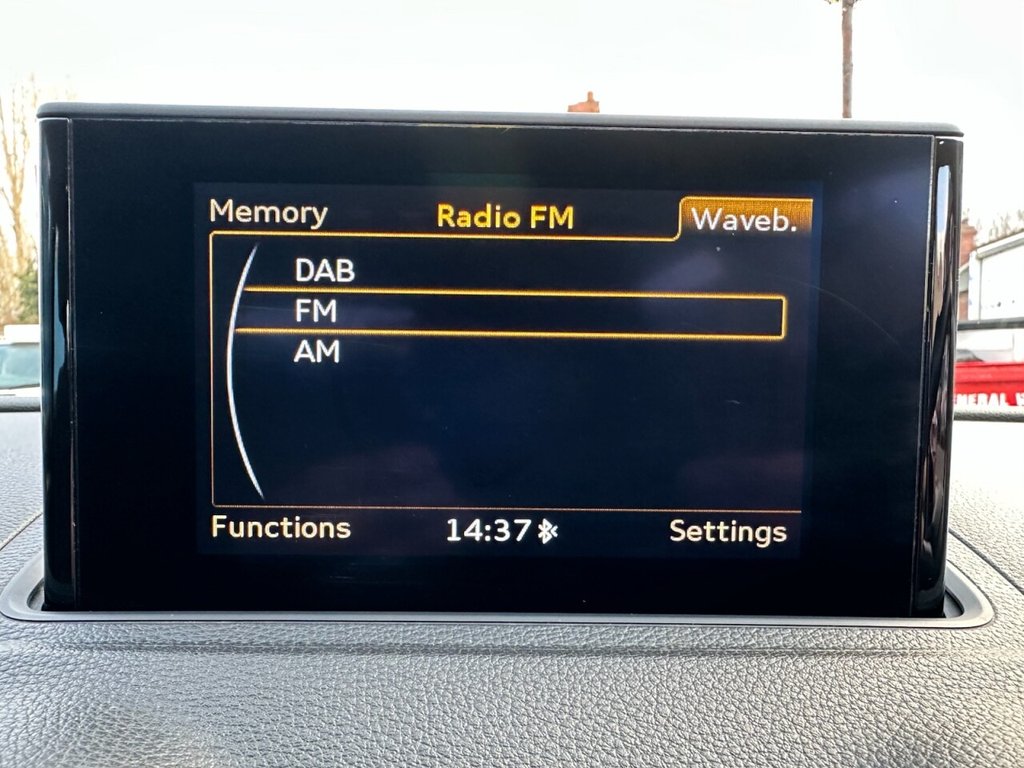 Memory Radio FM Waveb.
DAB
FM
AM
Functions 14:37 Settings